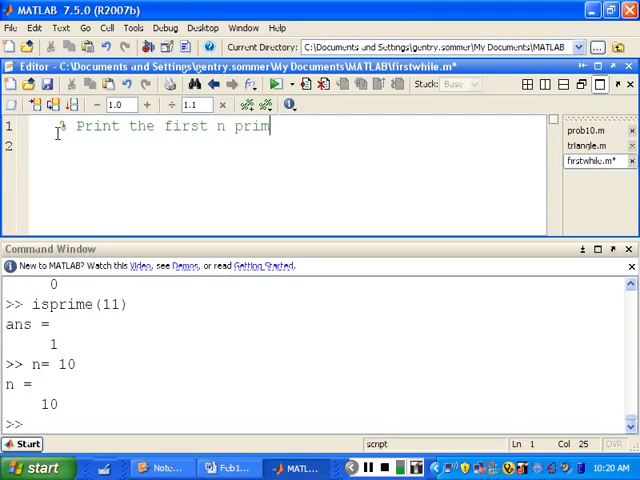 MATLAB 7.5.0 (R2007b)
File Edit Text Go Cell Tools Debug Desktop Window Help
Current Directory: C:\Documents and Settings\gentry.sommer\My Documents\MATLAB
Editor - C:\Documents and Settings\gentry.sommer\My Documents\MATLAB\firstwhile.m*
Stack: Base
1.0 1.1
1 % Print the first n prim
2
prob10.m
triangle.m
firstwhile.m*
Command Window
New to MATLAB? Watch this Video, see Demos, or read Getting Started.
0
>> isprime(11)
ans =
1
>> n= 10
n =
10
>>
Start script Ln 1 Col 25 OVR
start Note... Feb1... MATL... 10:20 AM